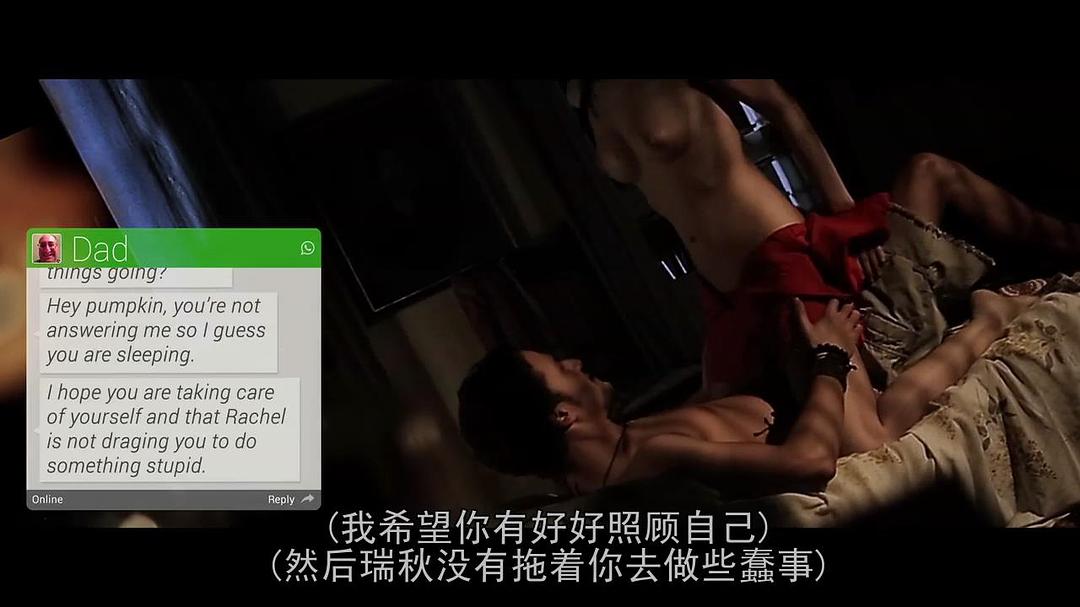 Dad
things going?
Hey pumpkin, you're not
answering me so I guess
you are sleeping.
I hope you are taking care
of yourself and that Rachel
is not draging you to do
something stupid.
Online
Reply
(我希望你有好好照顾自己)
(然后瑞秋没有拖着你去做些蠢事)